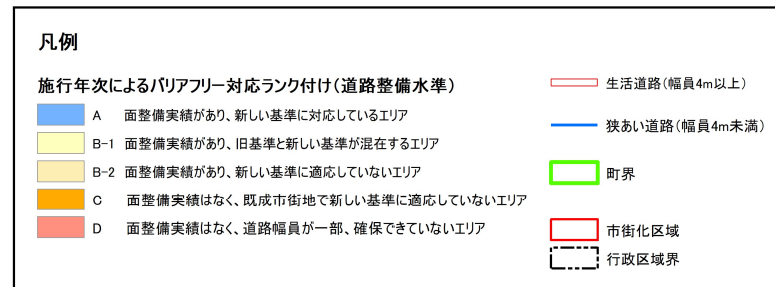 凡例
施行年次によるバリアフリー対応ランク付け(道路整備水準)
A 面整備実績があり、新しい基準に対応しているエリア
B-1 面整備実績があり、旧基準と新しい基準が混在するエリア
B-2 面整備実績があり、新しい基準に適応していないエリア
C 面整備実績はなく、既成市街地で新しい基準に適応していないエリア
D 面整備実績はなく、道路幅員が一部、確保できていないエリア
生活道路(幅員4m以上)
狭あい道路(幅員4m未満)
町界
市街化区域
行政区域界